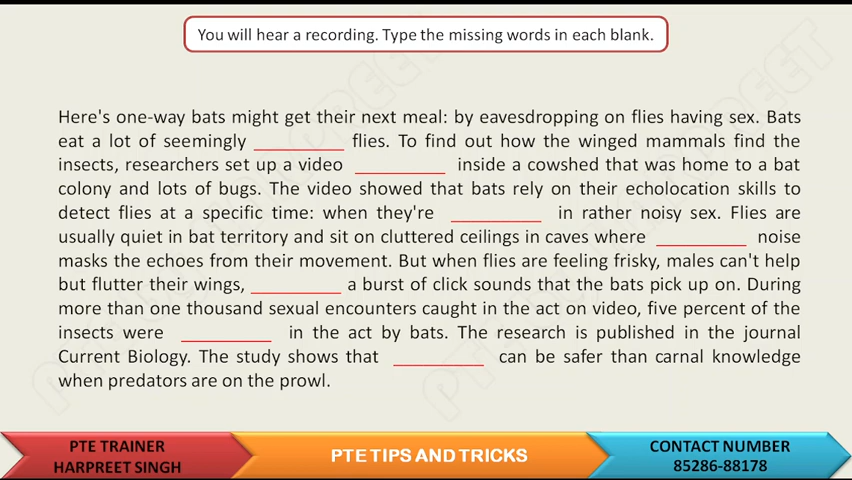 You will hear a recording. Type the missing words in each blank.
Here's one-way bats might get their next meal: by eavesdropping on flies having sex. Bats
eat a lot of seemingly __________ flies. To find out how the winged mammals find the
insects, researchers set up a video __________ inside a cowshed that was home to a bat
colony and lots of bugs. The video showed that bats rely on their echolocation skills to
detect flies at a specific time: when they're __________ in rather noisy sex. Flies are
usually quiet in bat territory and sit on cluttered ceilings in caves where __________ noise
masks the echoes from their movement. But when flies are feeling frisky, males can't help
but flutter their wings, __________ a burst of click sounds that the bats pick up on. During
more than one thousand sexual encounters caught in the act on video, five percent of the
insects were __________ in the act by bats. The research is published in the journal
Current Biology. The study shows that __________ can be safer than carnal knowledge
when predators are on the prowl.
PTE TRAINER
HARPREET SINGH
PTE TIPS AND TRICKS
CONTACT NUMBER
85286-88178